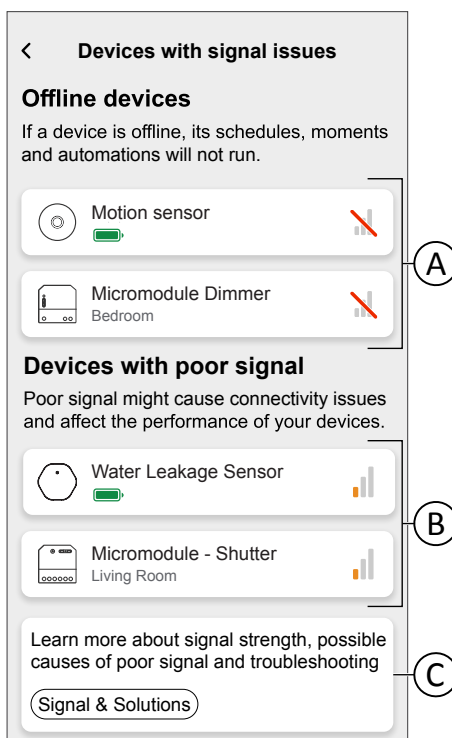 Devices with signal issues
Offline devices
If a device is offline, its schedules, moments
and automations will not run.
Motion sensor
Micromodule Dimmer
Bedroom
A
Devices with poor signal
Poor signal might cause connectivity issues
and affect the performance of your devices.
Water Leakage Sensor
Micromodule - Shutter
Living Room
B
Learn more about signal strength, possible
causes of poor signal and troubleshooting
Signal & Solutions
C